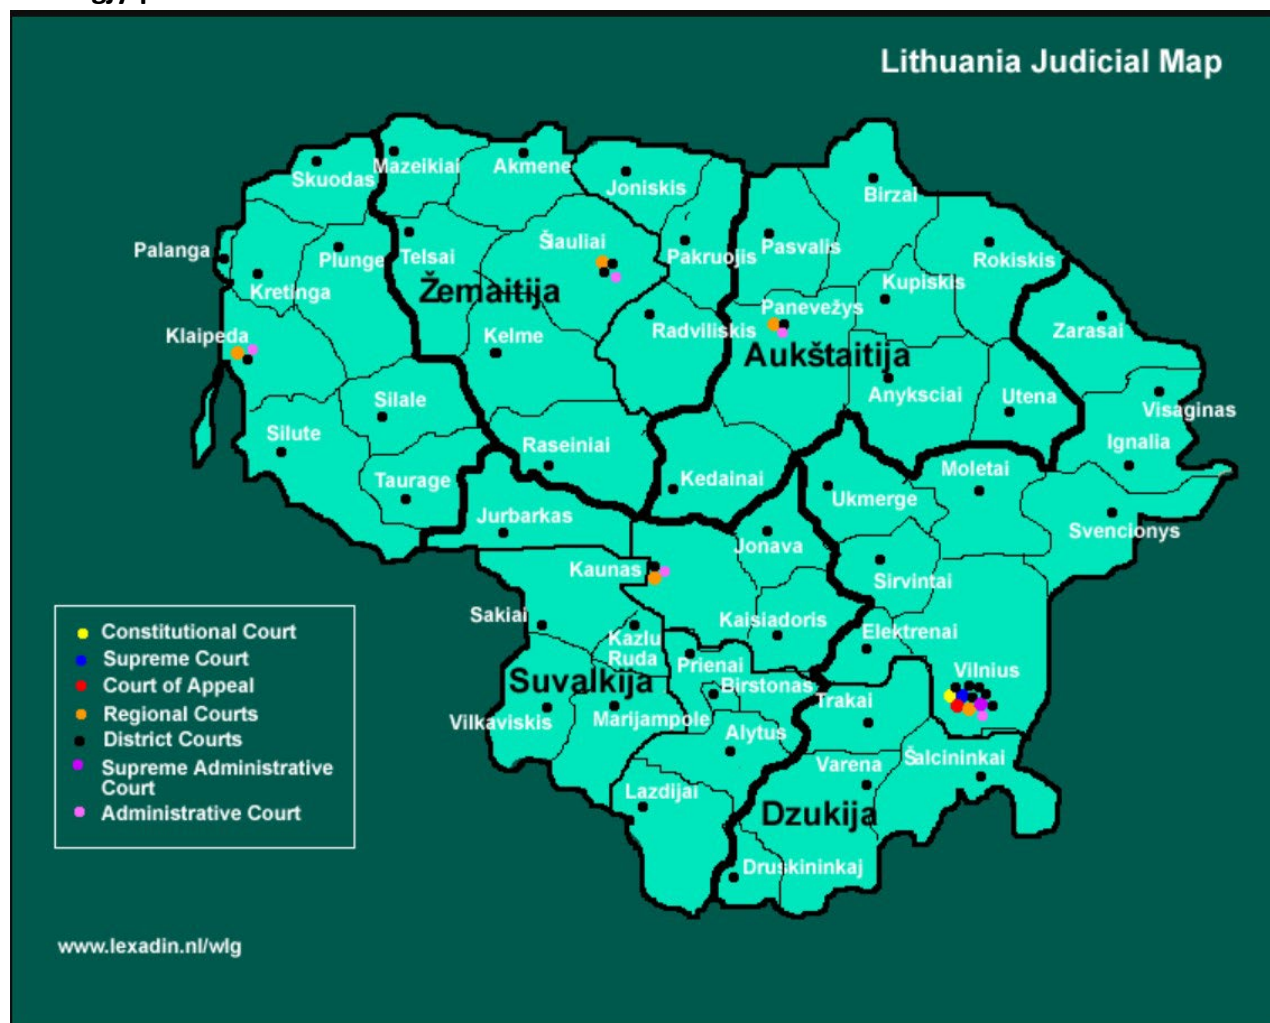 Lithuania Judicial Map
Skuodas
Mazeikiai
Akmene
Joniskis
Birzai
Palanga
Plunge
Telsai
Šiauliai
Pakruojis
Pasvalis
Rokiskis
Kretinga
Žemaitija
Kupiskis
Klaipeda
Kelme
Radviliskis
Panevežys
Zarasai
Aukštaitija
Silale
Anyksciai
Utena
Visaginas
Silute
Raseiniai
Ignalia
Taurage
Kedainai
Moletai
Ukmerge
Jurbarkas
Svencionys
Jonava
Kaunas
Sirvintai
Sakiai
Kaisiadoris
Elektrenai
Kazlu
Ruda
Prienai
Vilnius
Suvalkija
Birstonas
Trakai
Vilkaviskis
Marijampole
Alytus
Varena
Šalcininkai
Lazdijai
Dzukija
Druskininkaj
Constitutional Court
Supreme Court
Court of Appeal
Regional Courts
District Courts
Supreme Administrative
Court
Administrative Court
www.lexadin.nl/wlg